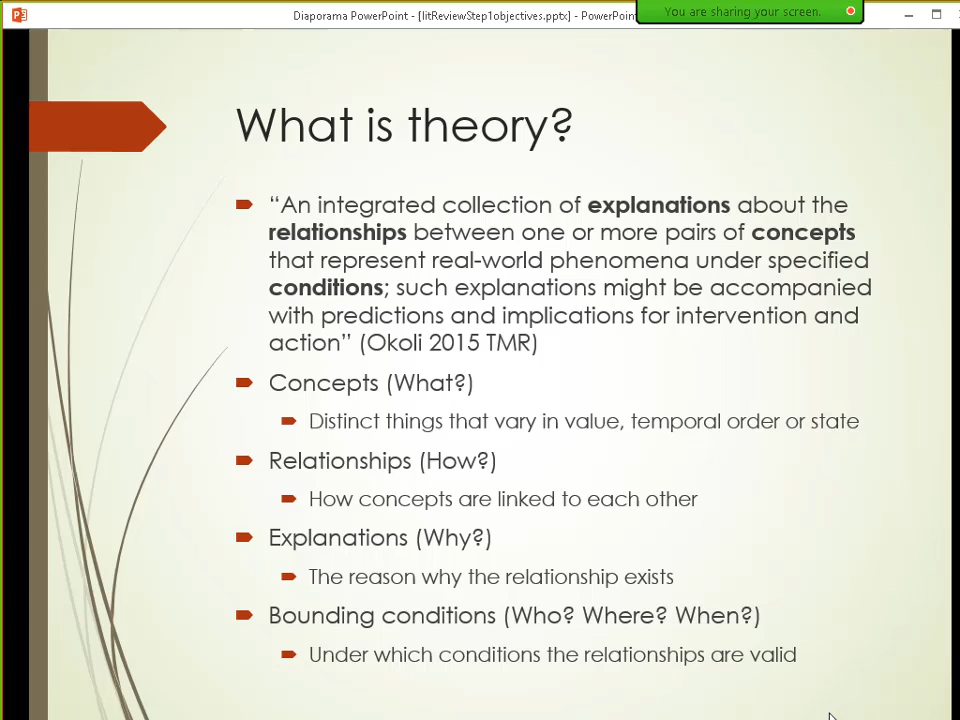 Diaporama PowerPoint - [litReviewStep1objectives.pptx] - PowerPoin
You are sharing your screen.
What is theory?
“An integrated collection of explanations about the
relationships between one or more pairs of concepts
that represent real-world phenomena under specified
conditions; such explanations might be accompanied
with predictions and implications for intervention and
action” (Okoli 2015 TMR)
Concepts (What?)
Distinct things that vary in value, temporal order or state
Relationships (How?)
How concepts are linked to each other
Explanations (Why?)
The reason why the relationship exists
Bounding conditions (Who? Where? When?)
Under which conditions the relationships are valid